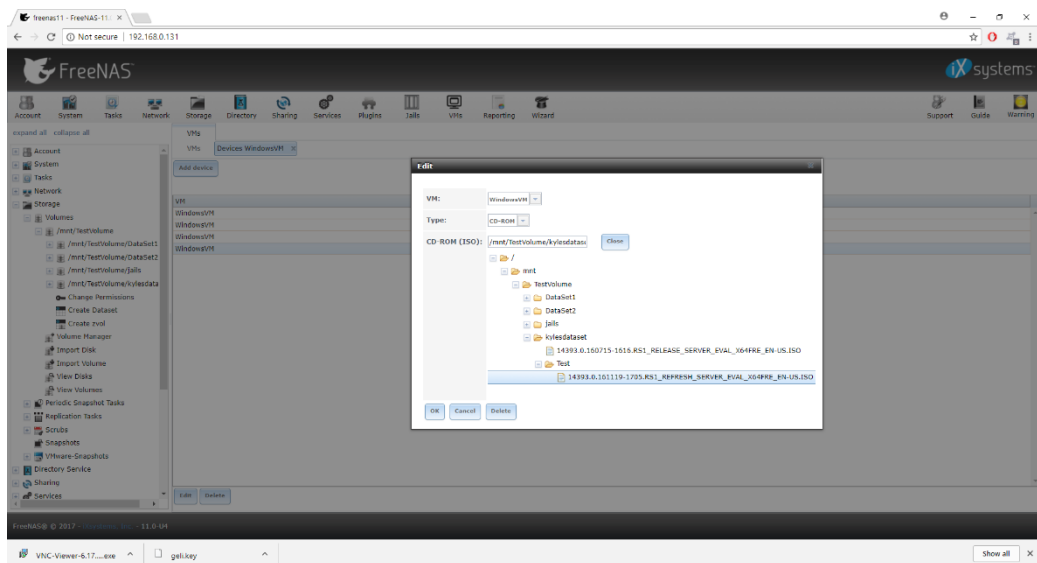 freenas11 - FreeNAS-11
Not secure | 192.168.0.131
FreeNAS
iX systems
Account System Tasks Network Storage Directory Sharing Services Plugins Jails VMs Reporting Wizard Support Guide Warning
expand all collapse all
Account
System
Tasks
Network
Storage
Volumes
/mnt/TestVolume
/mnt/TestVolume/DataSet1
/mnt/TestVolume/DataSet2
/mnt/TestVolume/jails
/mnt/TestVolume/kylesdata
Change Permissions
Create Dataset
Create zvol
Volume Manager
Import Disk
Import Volume
View Disks
View Volumes
Periodic Snapshot Tasks
Replication Tasks
Scrubs
Snapshots
VMware-Snapshots
Directory Service
Sharing
Services
VMs
VMs Devices WindowsVM
Add device
VM
WindowsVM
WindowsVM
WindowsVM
WindowsVM
Edit Delete
Edit
VM: WindowsVM
Type: CD-ROM
CD-ROM (ISO): /mnt/TestVolume/kylesdatase Close
/
mnt
TestVolume
DataSet1
DataSet2
jails
kylesdataset
14393.0.160715-1616.RS1_RELEASE_SERVER_EVAL_X64FRE_EN-US.ISO
Test
14393.0.161119-1705.RS1_REFRESH_SERVER_EVAL_X64FRE_EN-US.ISO
OK Cancel Delete
FreeNAS® © 2017 - 11.0-U4
VNC-Viewer-6.17....exe geli.key Show all